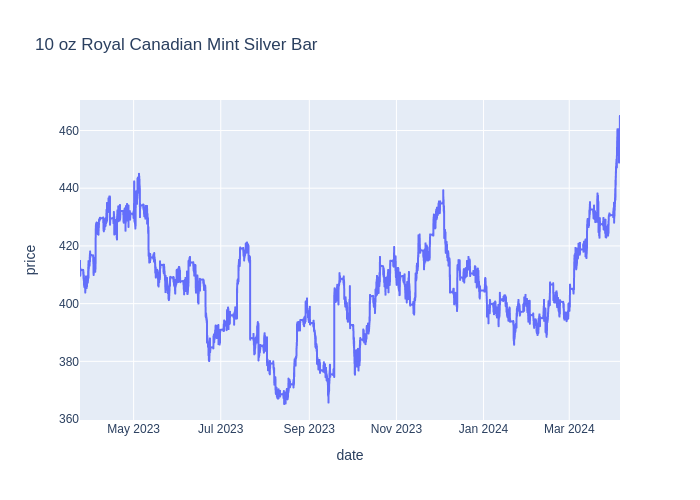 10 oz Royal Canadian Mint Silver Bar
460
440
420
400
380
360
price
May 2023 Jul 2023 Sep 2023 Nov 2023 Jan 2024 Mar 2024
date